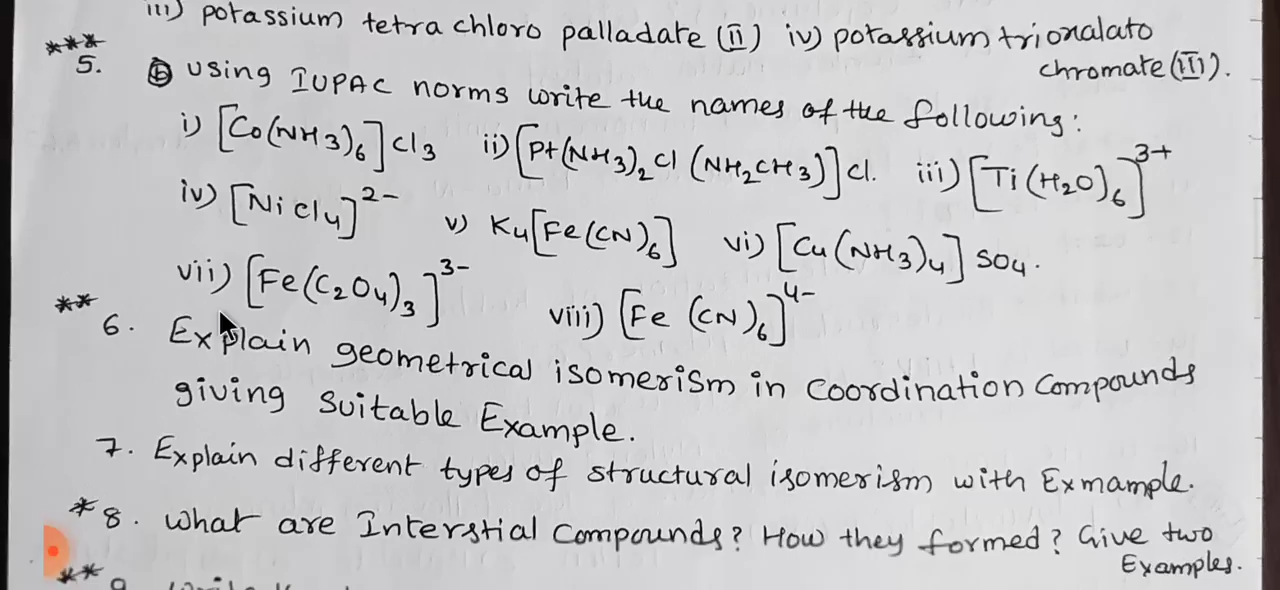 iii) potassium tetra chloro palladate (II) iv) potassium trioxalato
chromate (III).
***
5. b using IUPAC norms write the names of the following:
i) [Co(NH3)6]Cl3 ii) [Pt(NH3)2Cl(NH2CH3)]Cl. iii) [Ti(H2O)6]3+
iv) [NiCl4]2- v) K4[Fe(CN)6] vi) [Cu(NH3)4]SO4.
vii) [Fe(C2O4)3]3- viii) [Fe(CN)6]4-
**
6. Explain geometrical isomerism in Coordination Compounds
giving Suitable Example.
7. Explain different types of structural isomerism with Exmample.
* 8. What are Interstial Compounds? How they formed? Give two
Examples.
**
9.